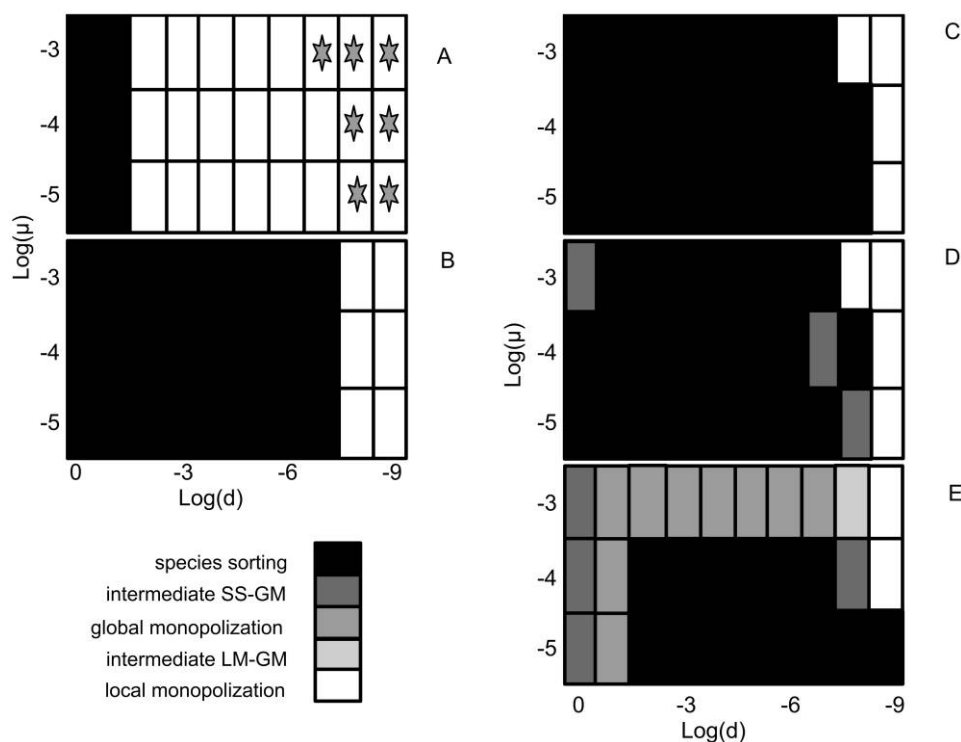 A
-3
-4
-5
Log(μ)
B
-3
-4
-5
0 -3 -6 -9
Log(d)
species sorting
intermediate SS-GM
global monopolization
intermediate LM-GM
local monopolization
C
-3
-4
-5
D
-3
-4
-5
Log(μ)
E
-3
-4
-5
0 -3 -6 -9
Log(d)